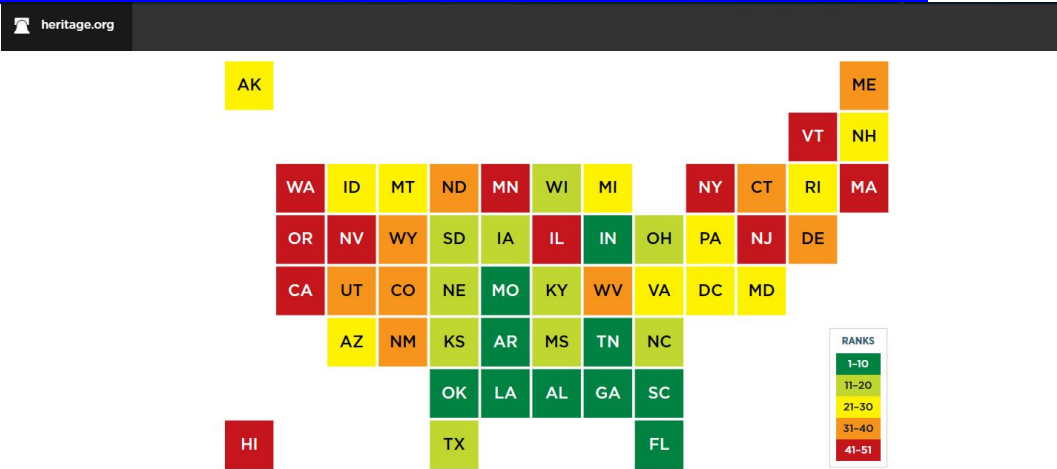 heritage.org
AK ME
VT NH
WA ID MT ND MN WI MI NY CT RI MA
OR NV WY SD IA IL IN OH PA NJ DE
CA UT CO NE MO KY WV VA DC MD
AZ NM KS AR MS TN NC
OK LA AL GA SC
HI TX FL
RANKS
1-10
11-20
21-30
31-40
41-51